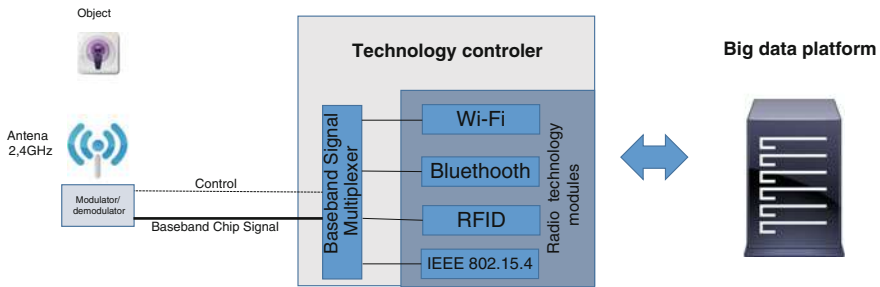 Object
Antena
2,4GHz
Modulator/
demodulator
Control
Baseband Chip Signal
Technology controler
Baseband Signal
Multiplexer
Wi-Fi
Bluethooth
RFID
IEEE 802.15.4
Radio technology
modules
Big data platform